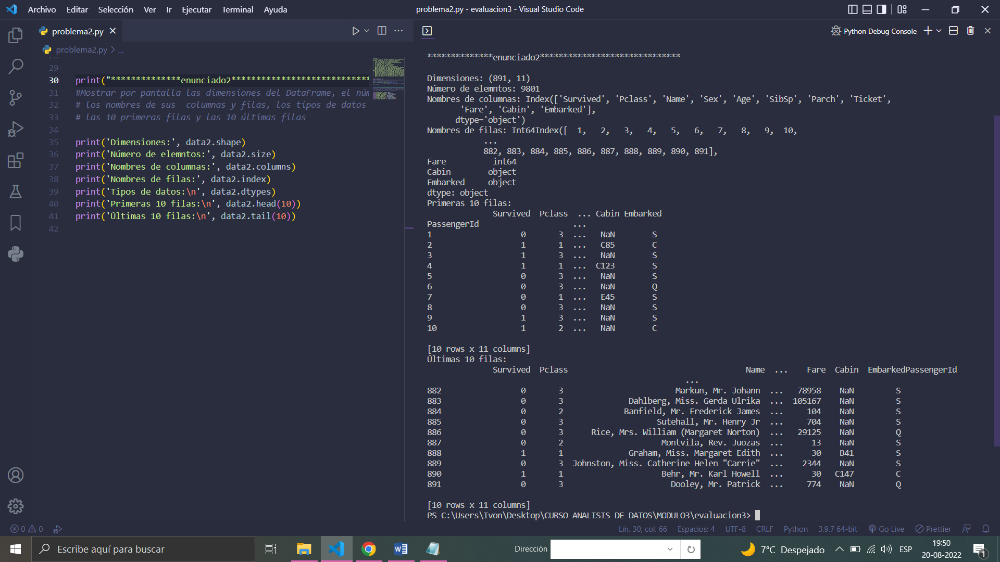 Archivo Editar Selección Ver Ir Ejecutar Terminal Ayuda
problema2.py - evaluacion3 - Visual Studio Code
problema2.py
problema2.py > ...
28
29
30 print("**************enunciado2****************************
31 #Mostrar por pantalla las dimensiones del DataFrame, el núm
32 # los nombres de sus  columnas y filas, los tipos de datos
33 # las 10 primeras filas y las 10 últimas filas
34
35 print('Dimensiones:', data2.shape)
36 print('Número de elemntos:', data2.size)
37 print('Nombres de columnas:', data2.columns)
38 print('Nombres de filas:', data2.index)
39 print('Tipos de datos:\n', data2.dtypes)
40 print('Primeras 10 filas:\n', data2.head(10))
41 print('Últimas 10 filas:\n', data2.tail(10))
42
Python Debug Console
**************enunciado2******************************
Dimensiones: (891, 11)
Número de elemntos: 9801
Nombres de columnas: Index(['Survived', 'Pclass', 'Name', 'Sex', 'Age', 'SibSp', 'Parch', 'Ticket',
'Fare', 'Cabin', 'Embarked'],
dtype='object')
Nombres de filas: Int64Index([  1,   2,   3,   4,   5,   6,   7,   8,   9,  10,
...
882, 883, 884, 885, 886, 887, 888, 889, 890, 891],
Fare int64
Cabin object
Embarked object
dtype: object
Primeras 10 filas:
Survived Pclass ... Cabin Embarked
PassengerId ...
1 0 3 ... NaN S
2 1 1 ... C85 C
3 1 3 ... NaN S
4 1 1 ... C123 S
5 0 3 ... NaN S
6 0 3 ... NaN Q
7 0 1 ... E45 S
8 0 3 ... NaN S
9 1 3 ... NaN S
10 1 2 ... NaN C
[10 rows x 11 columns]
Últimas 10 filas:
Survived Pclass Name ... Fare Cabin EmbarkedPassengerId
...
882 0 3 Markun, Mr. Johann ... 78958 NaN S
883 0 3 Dahlberg, Miss. Gerda Ulrika ... 105167 NaN S
884 0 2 Banfield, Mr. Frederick James ... 104 NaN S
885 0 3 Sutehall, Mr. Henry Jr ... 704 NaN S
886 0 3 Rice, Mrs. William (Margaret Norton) ... 29125 NaN Q
887 0 2 Montvila, Rev. Juozas ... 13 NaN S
888 1 1 Graham, Miss. Margaret Edith ... 30 B41 S
889 0 3 Johnston, Miss. Catherine Helen "Carrie" ... 2344 NaN S
890 1 1 Behr, Mr. Karl Howell ... 30 C147 C
891 0 3 Dooley, Mr. Patrick ... 774 NaN Q
[10 rows x 11 columns]
PS C:\Users\Ivon\Desktop\CURSO ANALISIS DE DATOS\MODULO3\evaluacion3>
0 0 Lín. 30, col. 66 Espacios: 4 UTF-8 CRLF Python 3.9.7 64-bit Go Live Prettier
Escribe aquí para buscar
Dirección
7°C Despejado
ESP
19:50
20-08-2022
1